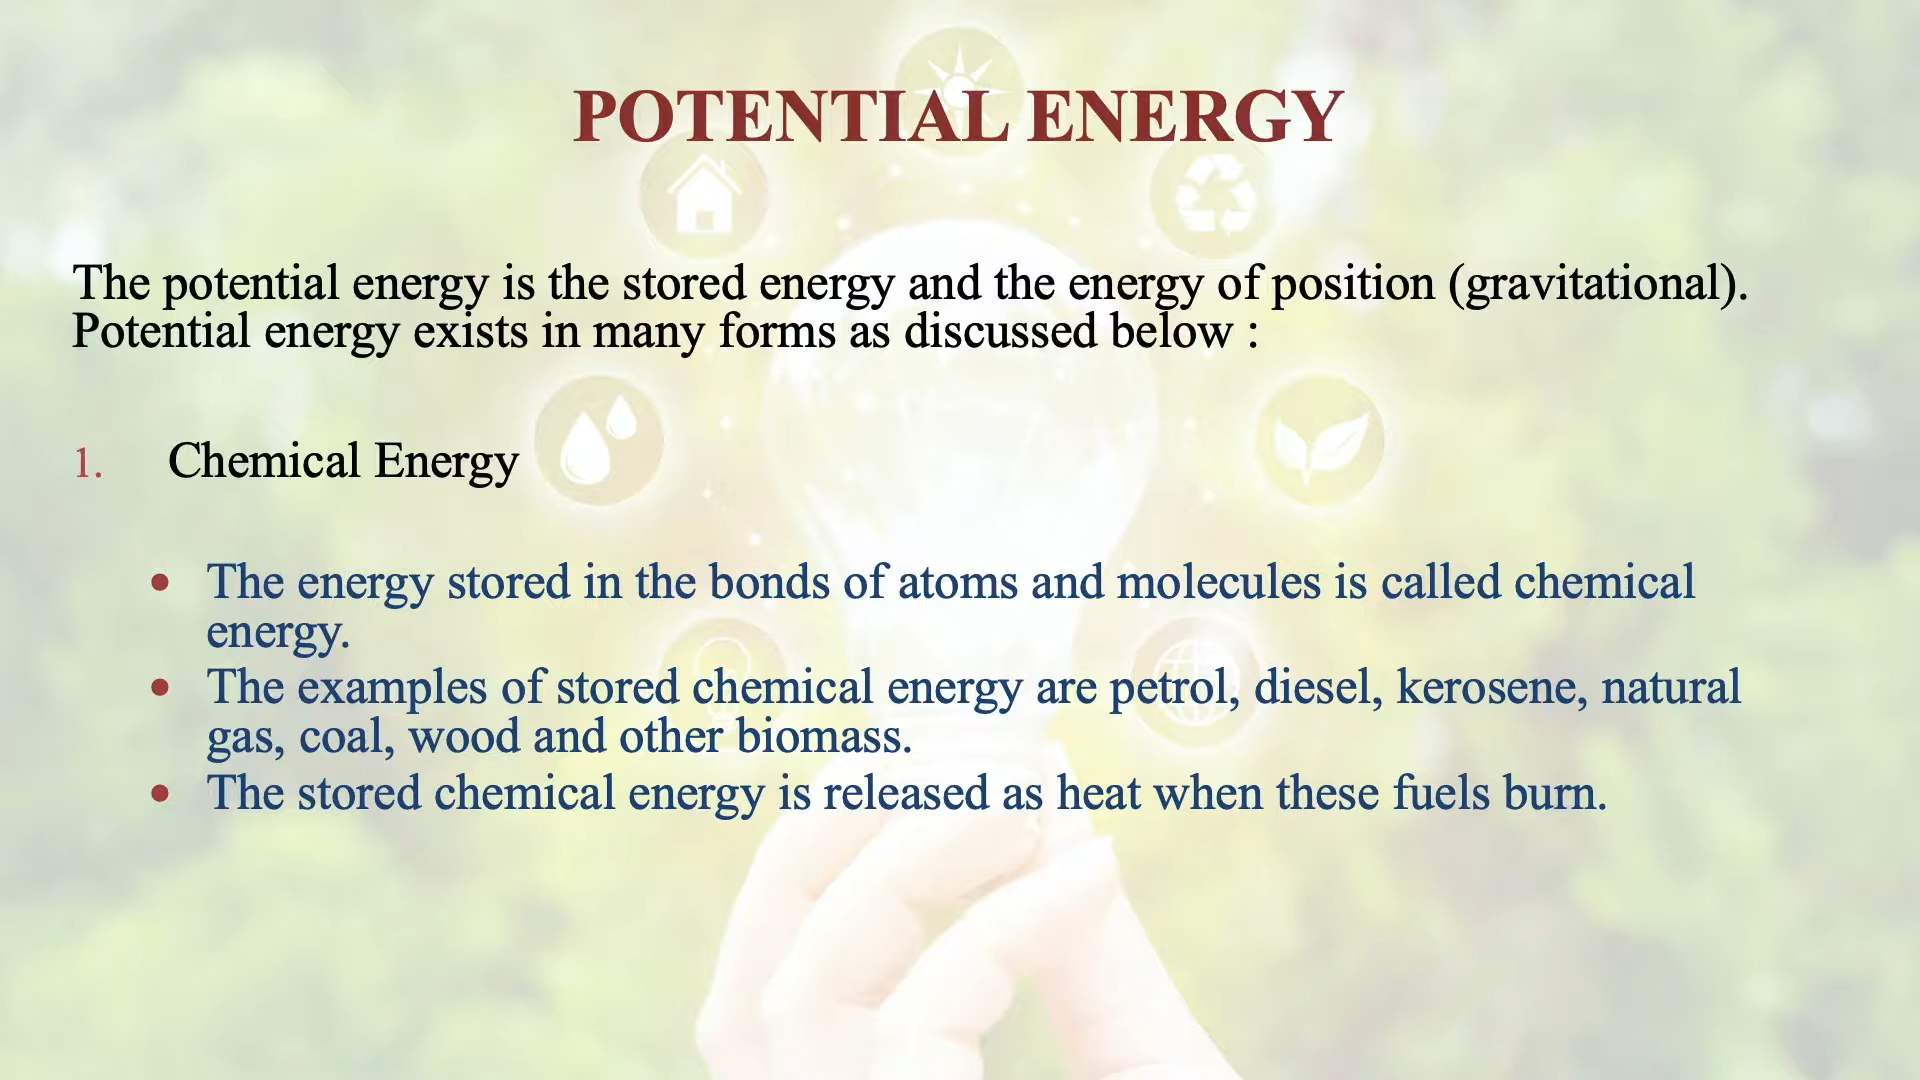 POTENTIAL ENERGY
The potential energy is the stored energy and the energy of position (gravitational).
Potential energy exists in many forms as discussed below :
1. Chemical Energy
• The energy stored in the bonds of atoms and molecules is called chemical
energy.
• The examples of stored chemical energy are petrol, diesel, kerosene, natural
gas, coal, wood and other biomass.
• The stored chemical energy is released as heat when these fuels burn.